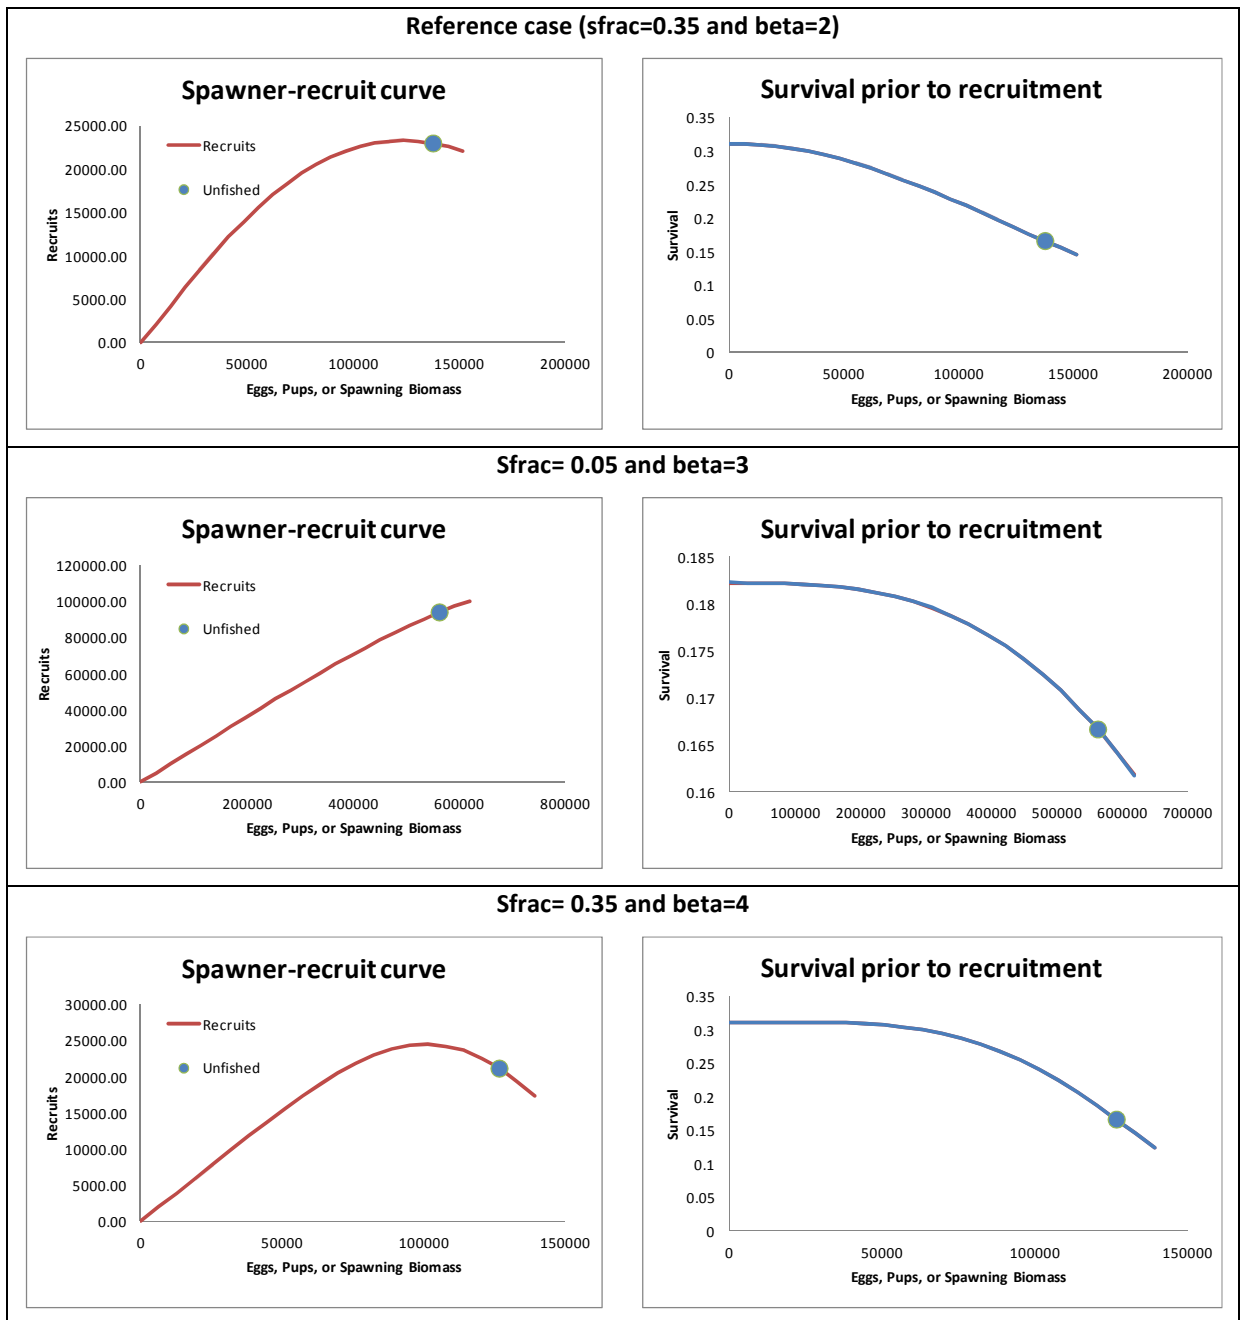 Reference case (sfrac=0.35 and beta=2)
Spawner-recruit curve
25000.00
20000.00
15000.00
10000.00
5000.00
0.00
Recruits
Recruits
Unfished
0 50000 100000 150000 200000
Eggs, Pups, or Spawning Biomass
Survival prior to recruitment
0.35
0.3
0.25
0.2
0.15
0.1
0.05
0
Survival
0 50000 100000 150000 200000
Eggs, Pups, or Spawning Biomass
Sfrac= 0.05 and beta=3
Spawner-recruit curve
120000.00
100000.00
80000.00
60000.00
40000.00
20000.00
0.00
Recruits
Recruits
Unfished
0 200000 400000 600000 800000
Eggs, Pups, or Spawning Biomass
Survival prior to recruitment
0.185
0.18
0.175
0.17
0.165
0.16
Survival
0 100000 200000 300000 400000 500000 600000 700000
Eggs, Pups, or Spawning Biomass
Sfrac= 0.35 and beta=4
Spawner-recruit curve
30000.00
25000.00
20000.00
15000.00
10000.00
5000.00
0.00
Recruits
Recruits
Unfished
0 50000 100000 150000
Eggs, Pups, or Spawning Biomass
Survival prior to recruitment
0.35
0.3
0.25
0.2
0.15
0.1
0.05
0
Survival
0 50000 100000 150000
Eggs, Pups, or Spawning Biomass